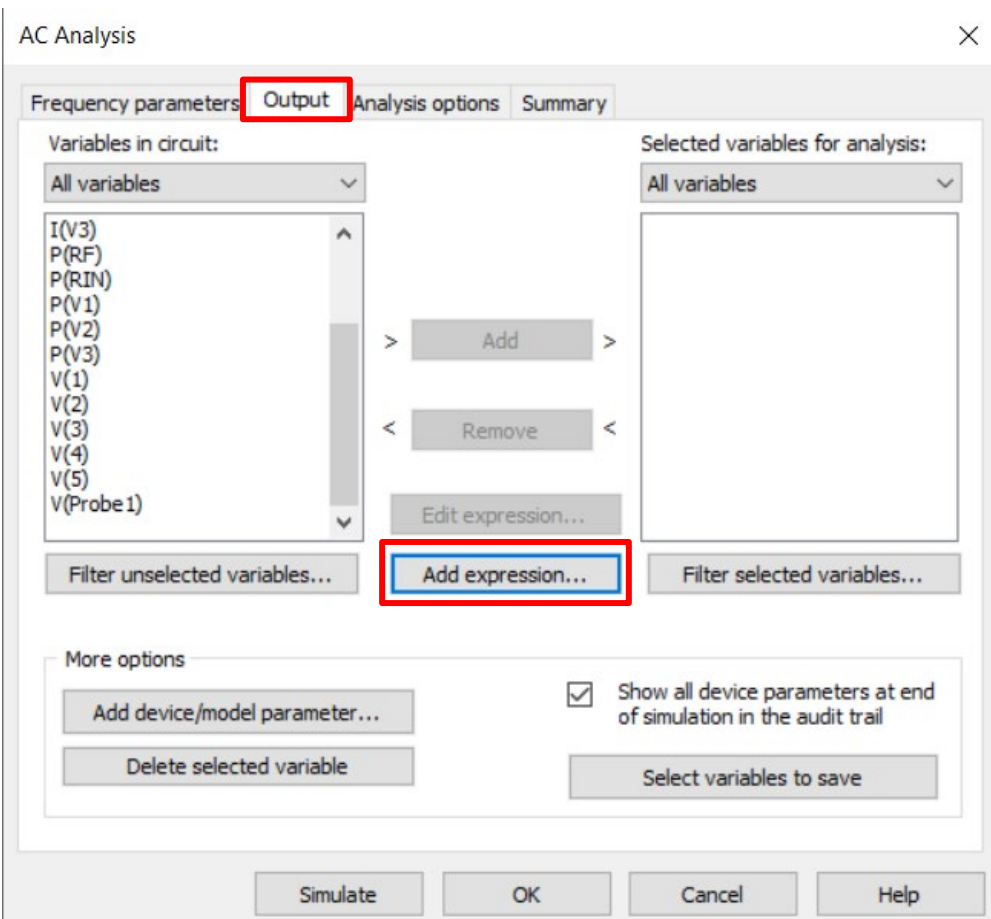 AC Analysis
Frequency parameters Output Analysis options Summary
Variables in circuit: Selected variables for analysis:
All variables All variables
I(V3)
P(RF)
P(RIN)
P(V1)
P(V2)
P(V3)
V(1)
V(2)
V(3)
V(4)
V(5)
V(Probe1)
> Add >
< Remove <
Edit expression...
Filter unselected variables... Add expression... Filter selected variables...
More options
Add device/model parameter...
Delete selected variable
Show all device parameters at end
of simulation in the audit trail
Select variables to save
Simulate OK Cancel Help